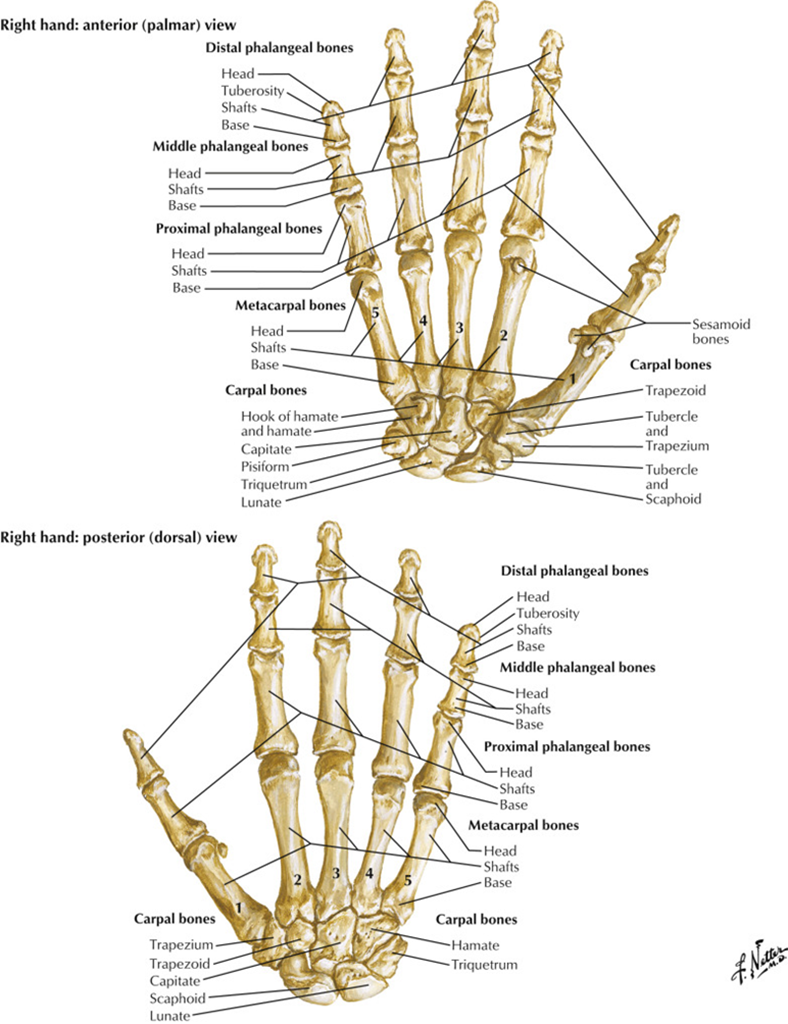 Right hand: anterior (palmar) view
Distal phalangeal bones
Head
Tuberosity
Shafts
Base
Middle phalangeal bones
Head
Shafts
Base
Proximal phalangeal bones
Head
Shafts
Base
Metacarpal bones
Head
Shafts
Base
5
4
3
2
1
Sesamoid
bones
Carpal bones
Hook of hamate
and hamate
Capitate
Pisiform
Triquetrum
Lunate
Carpal bones
Trapezoid
Tubercle
and
Trapezium
Tubercle
and
Scaphoid
Right hand: posterior (dorsal) view
Distal phalangeal bones
Head
Tuberosity
Shafts
Base
Middle phalangeal bones
Head
Shafts
Base
Proximal phalangeal bones
Head
Shafts
Base
Metacarpal bones
Head
Shafts
Base
1
2
3
4
5
Carpal bones
Trapezium
Trapezoid
Capitate
Scaphoid
Lunate
Carpal bones
Hamate
Triquetrum
F. Netter
M.D.